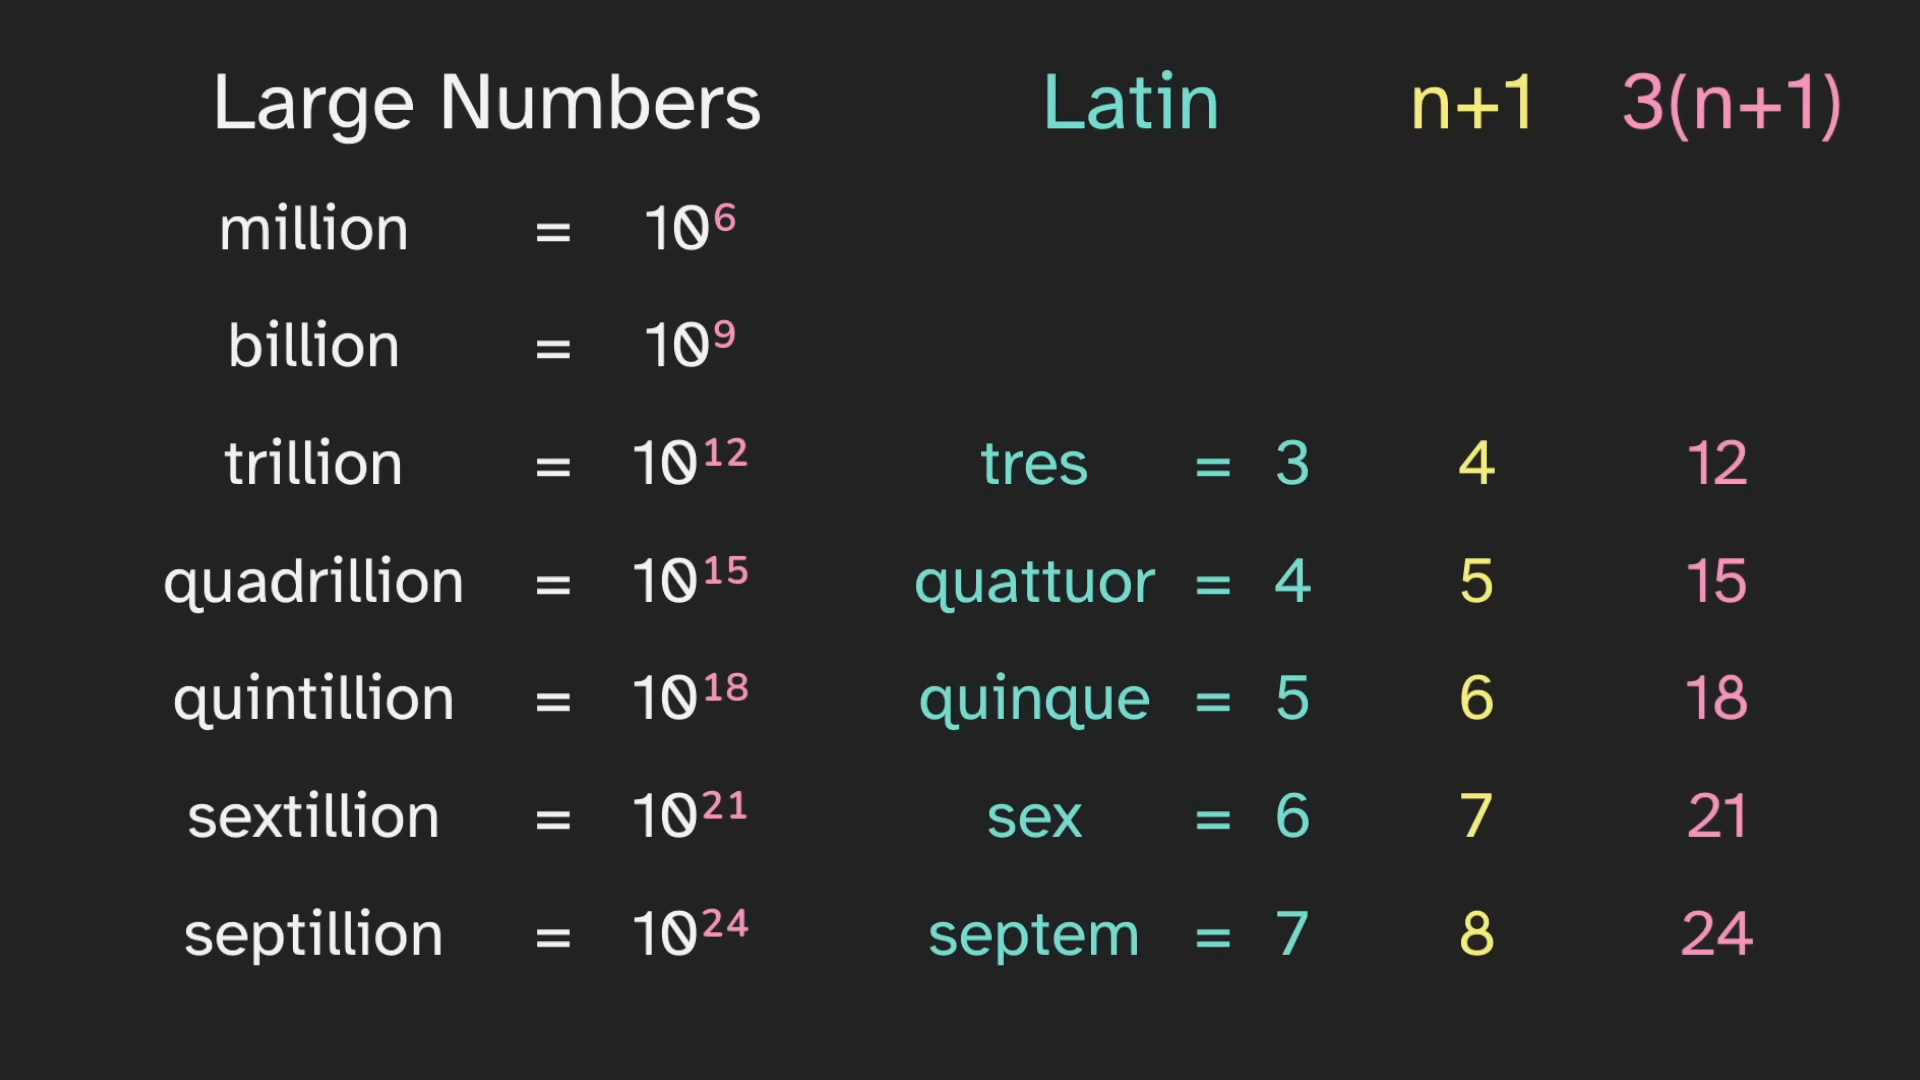 Large Numbers Latin n+1 3(n+1)
million = 10⁶
billion = 10⁹
trillion = 10¹² tres = 3 4 12
quadrillion = 10¹⁵ quattuor = 4 5 15
quintillion = 10¹⁸ quinque = 5 6 18
sextillion = 10²¹ sex = 6 7 21
septillion = 10²⁴ septem = 7 8 24